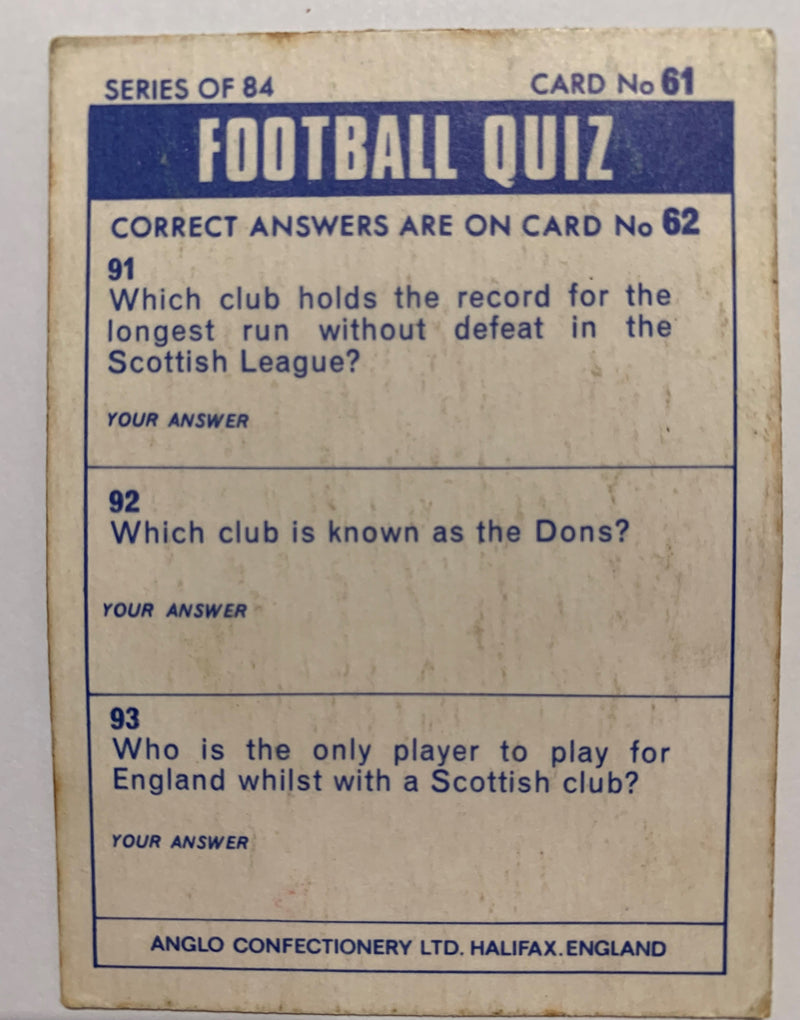 SERIES OF 84 CARD No 61
FOOTBALL QUIZ
CORRECT ANSWERS ARE ON CARD No 62
91
Which club holds the record for the
longest run without defeat in the
Scottish League?
YOUR ANSWER
92
Which club is known as the Dons?
YOUR ANSWER
93
Who is the only player to play for
England whilst with a Scottish club?
YOUR ANSWER
ANGLO CONFECTIONERY LTD. HALIFAX. ENGLAND